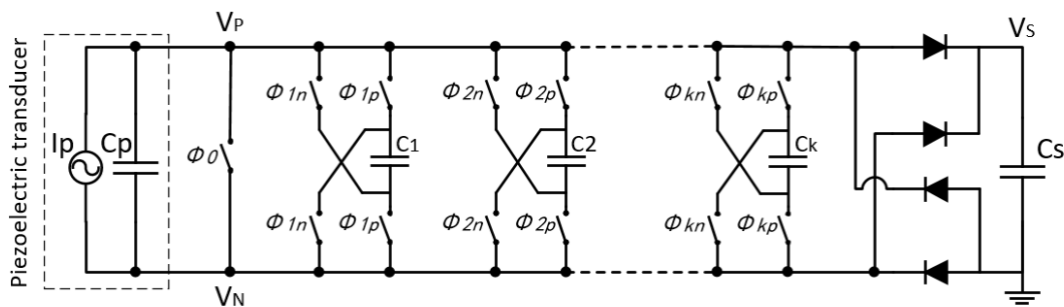 Piezoelectric transducer
VP
VS
Φ1n Φ1p Φ2n Φ2p Φkn Φkp
Ip Cp Φ0 C1 C2 Ck Cs
Φ1n Φ1p Φ2n Φ2p Φkn Φkp
VN